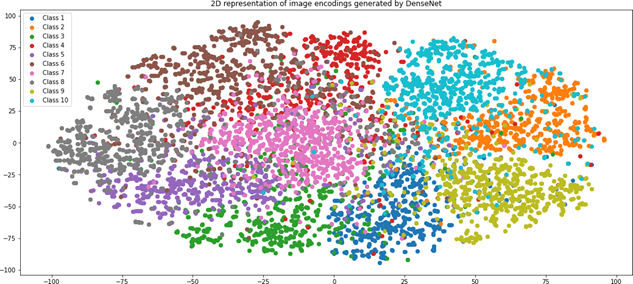 2D representation of image encodings generated by DenseNet
Class 1
Class 2
Class 3
Class 4
Class 5
Class 6
Class 7
Class 8
Class 9
Class 10
100
75
50
25
0
−25
−50
−75
−100
−100 −75 −50 −25 0 25 50 75 100